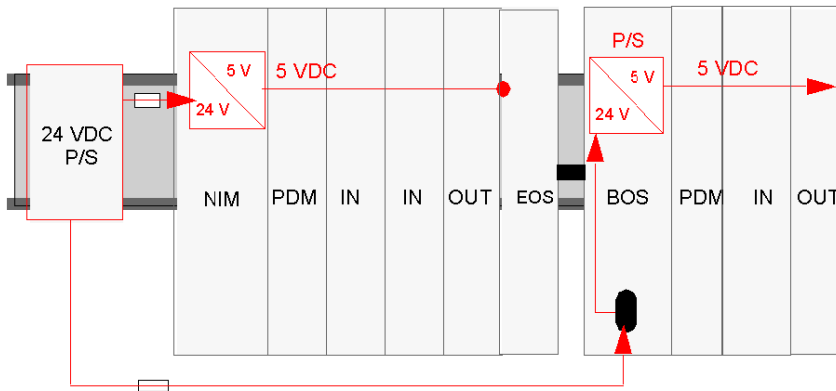 P/S
5 V
5 VDC
5 V
5 VDC
24 V
24 V
24 VDC
P/S
NIM
PDM
IN
IN
OUT
EOS
BOS
PDM
IN
OUT